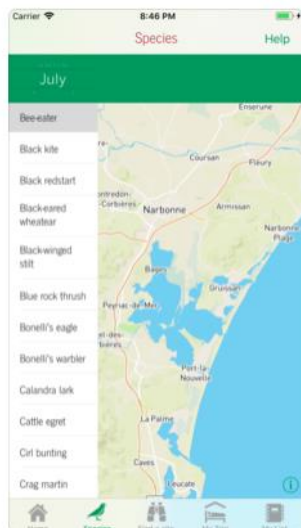 Carrier 8:46 PM
Species
Help
July
Bee-eater
Black kite
Black redstart
Black-eared
wheatear
Black-winged
stilt
Blue rock thrush
Bonelli's eagle
Bonelli's warbler
Calandra lark
Cattle egret
Cirl bunting
Crag martin
Enserune
Coursan
Fleury
-Corbières
Narbonne
Armissan
Narbonne
Plage
Bages
Gruissan
Peyriac-de-Mer
Port-la
Nouvelle
La Palme
Caves
Leucate